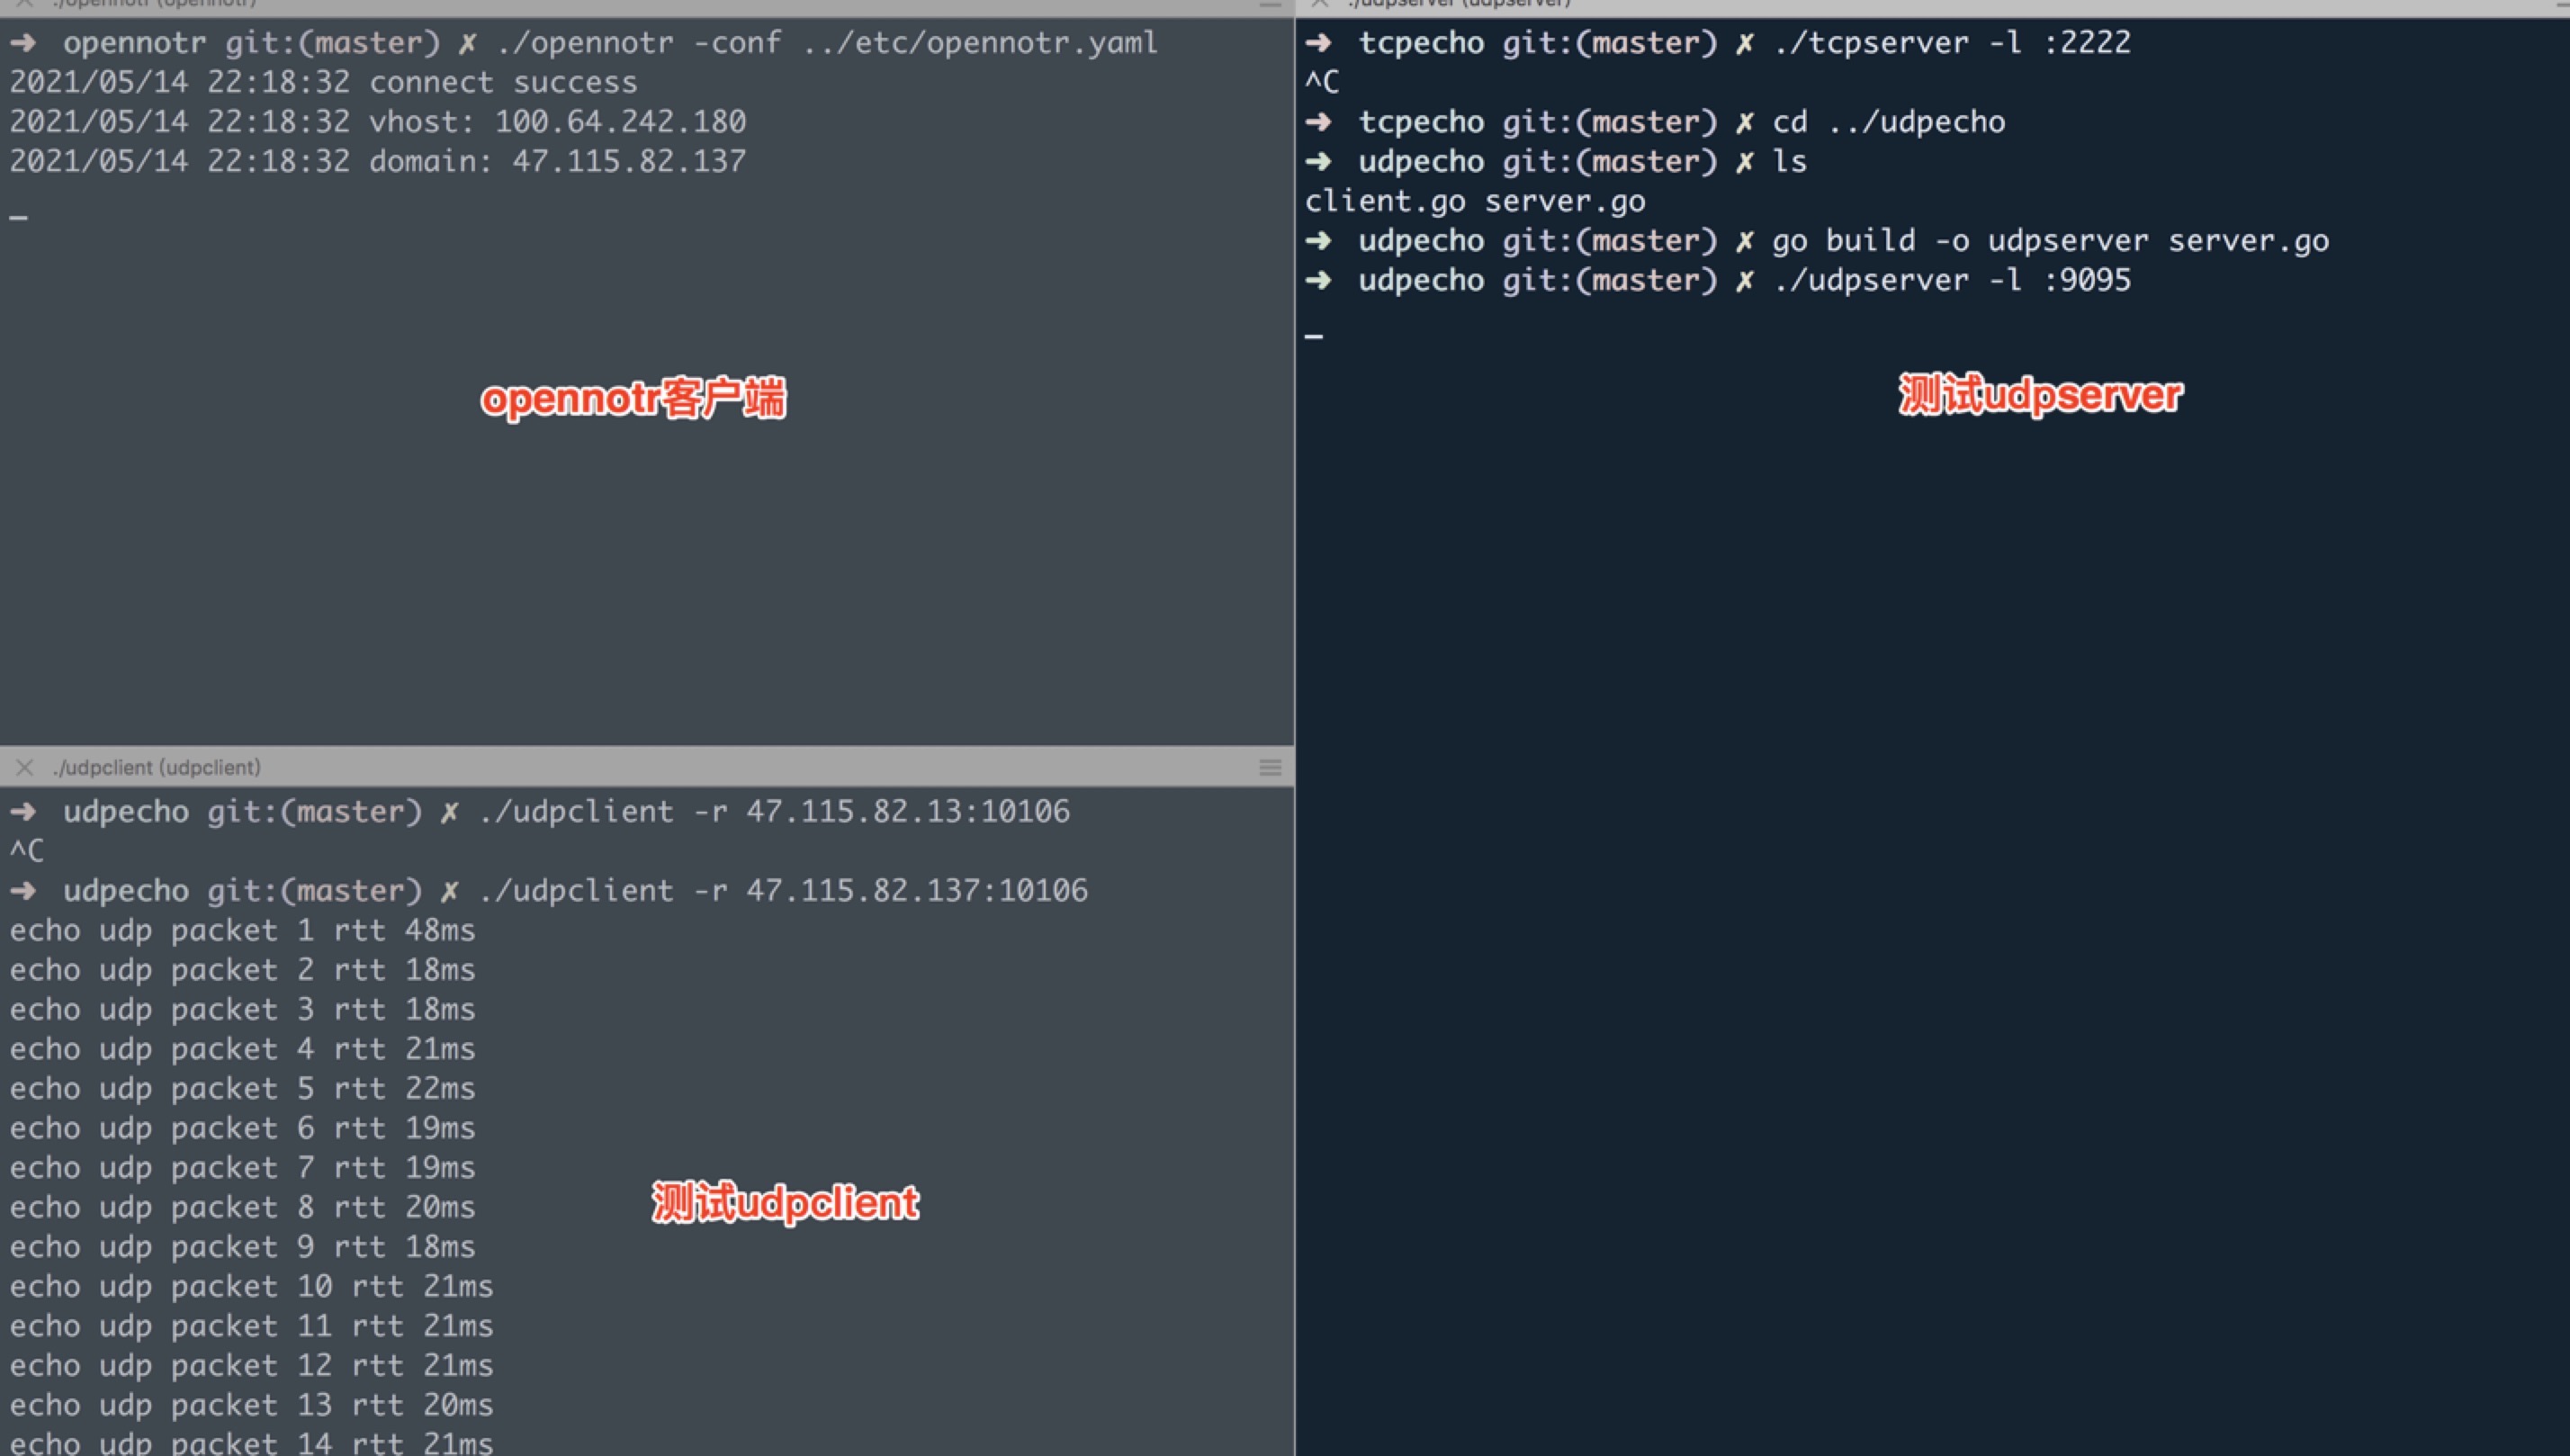 ./opennotr (opennotr)
➜ opennotr git:(master) ✗ ./opennotr -conf ../etc/opennotr.yaml
2021/05/14 22:18:32 connect success
2021/05/14 22:18:32 vhost: 100.64.242.180
2021/05/14 22:18:32 domain: 47.115.82.137
opennotr客户端
./udpclient (udpclient)
➜ udpecho git:(master) ✗ ./udpclient -r 47.115.82.13:10106
^C
➜ udpecho git:(master) ✗ ./udpclient -r 47.115.82.137:10106
echo udp packet 1 rtt 48ms
echo udp packet 2 rtt 18ms
echo udp packet 3 rtt 18ms
echo udp packet 4 rtt 21ms
echo udp packet 5 rtt 22ms
echo udp packet 6 rtt 19ms
echo udp packet 7 rtt 19ms
echo udp packet 8 rtt 20ms
echo udp packet 9 rtt 18ms
echo udp packet 10 rtt 21ms
echo udp packet 11 rtt 21ms
echo udp packet 12 rtt 21ms
echo udp packet 13 rtt 20ms
echo udp packet 14 rtt 21ms
测试udpclient
./udpserver (udpserver)
➜ tcpecho git:(master) ✗ ./tcpserver -l :2222
^C
➜ tcpecho git:(master) ✗ cd ../udpecho
➜ udpecho git:(master) ✗ ls
client.go server.go
➜ udpecho git:(master) ✗ go build -o udpserver server.go
➜ udpecho git:(master) ✗ ./udpserver -l :9095
测试udpserver